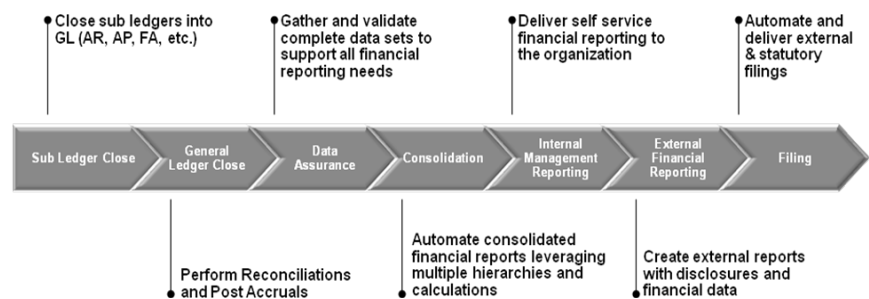 Close sub ledgers into
GL (AR, AP, FA, etc.)
Gather and validate
complete data sets to
support all financial
reporting needs
Deliver self service
financial reporting to
the organization
Automate and
deliver external
& statutory
filings
Sub Ledger Close
General
Ledger Close
Data
Assurance
Consolidation
Internal
Management
Reporting
External
Financial
Reporting
Filing
Perform Reconciliations
and Post Accruals
Automate consolidated
financial reports leveraging
multiple hierarchies and
calculations
Create external reports
with disclosures and
financial data